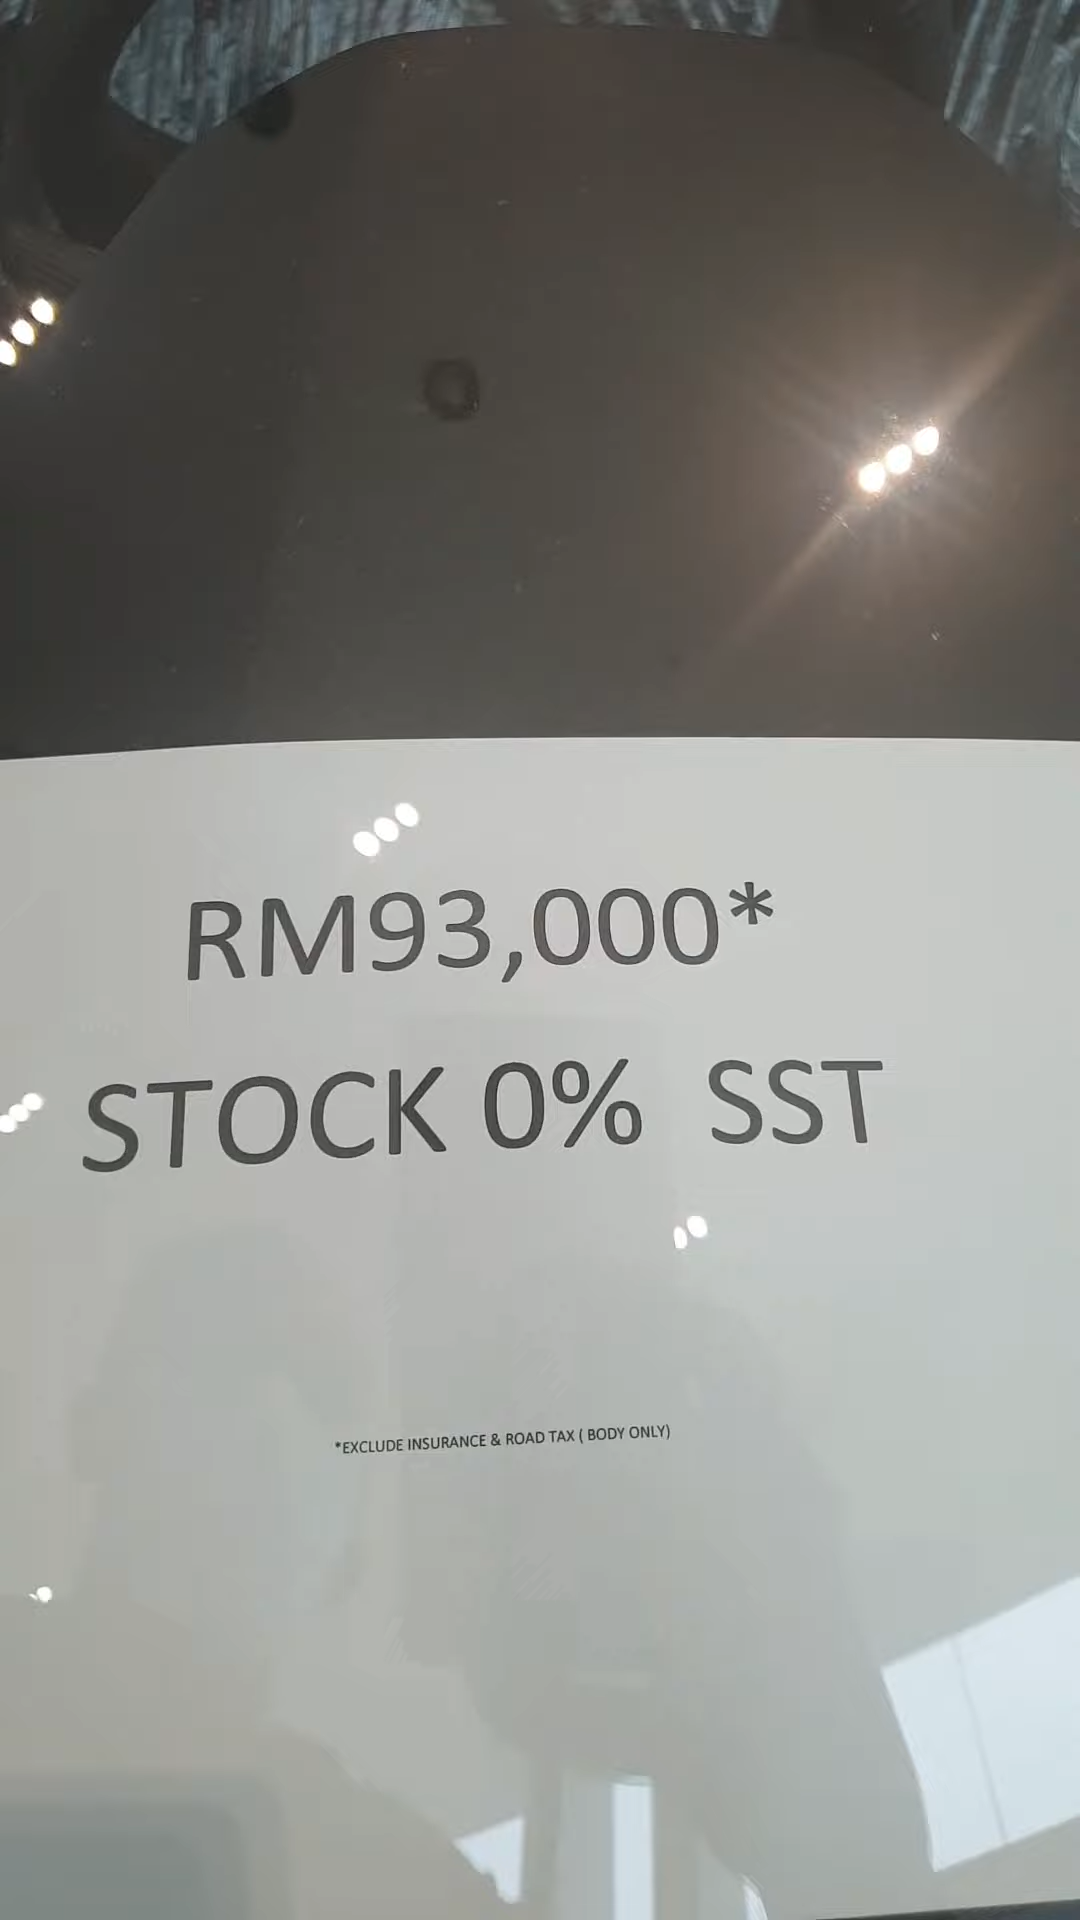 RM93,000*
STOCK 0% SST
*EXCLUDE INSURANCE & ROAD TAX ( BODY ONLY)